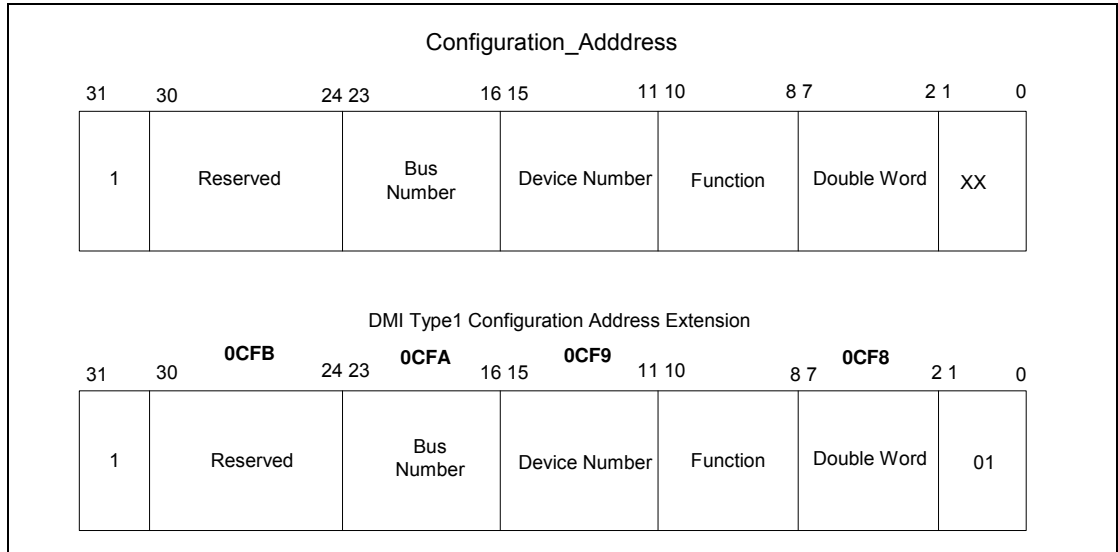 Configuration_Adddress
31 30 24 23 16 15 11 10 8 7 2 1 0
1 Reserved Bus Number Device Number Function Double Word XX
DMI Type1 Configuration Address Extension
0CFB 0CFA 0CF9 0CF8
31 30 24 23 16 15 11 10 8 7 2 1 0
1 Reserved Bus Number Device Number Function Double Word 01